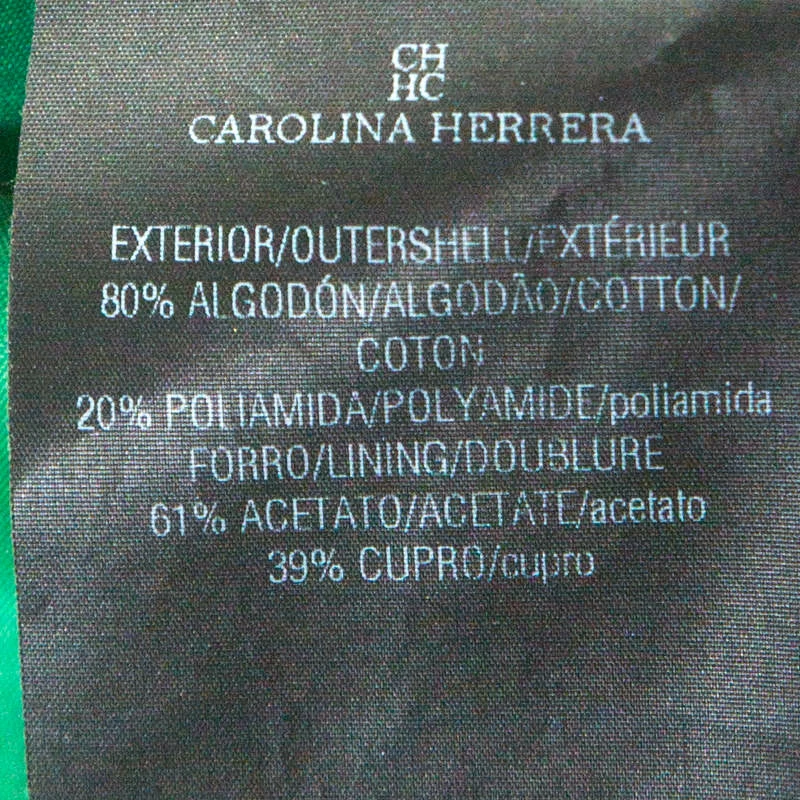 CH
HC
CAROLINA HERRERA
EXTERIOR/OUTERSHELL/EXTÉRIEUR
80% ALGODÓN/ALGODÃO/COTTON/
COTON
20% POLIAMIDA/POLYAMIDE/poliamida
FORRO/LINING/DOUBLURE
61% ACETATO/ACETATE/acetato
39% CUPRO/cupro